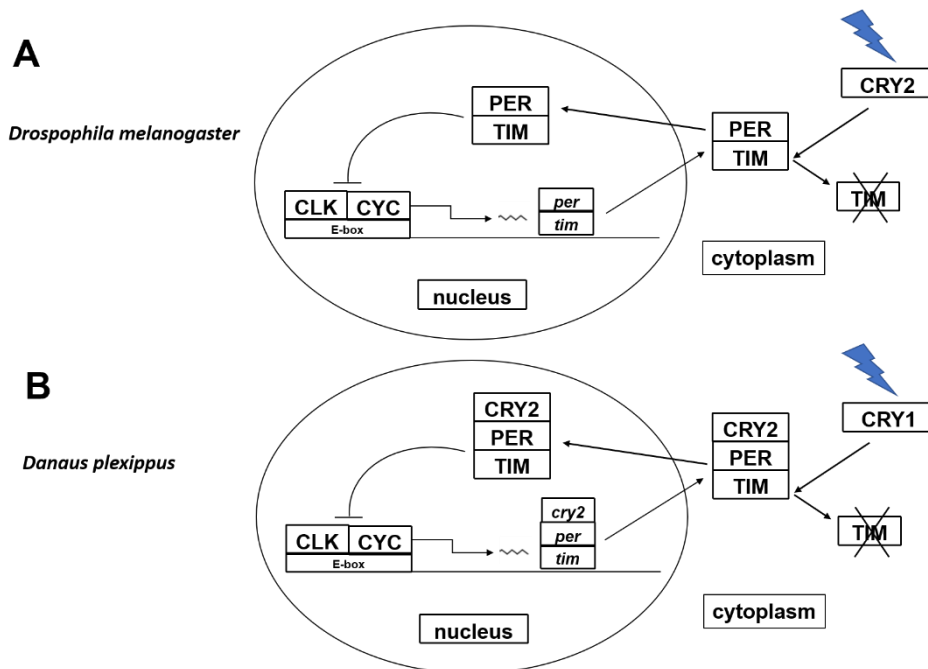 A
Drospophila melanogaster
PER
TIM
CLK CYC
E-box
per
tim
nucleus
PER
TIM
CRY2
TIM
cytoplasm
B
Danaus plexippus
CRY2
PER
TIM
CLK CYC
E-box
cry2
per
tim
nucleus
CRY2
PER
TIM
CRY1
TIM
cytoplasm